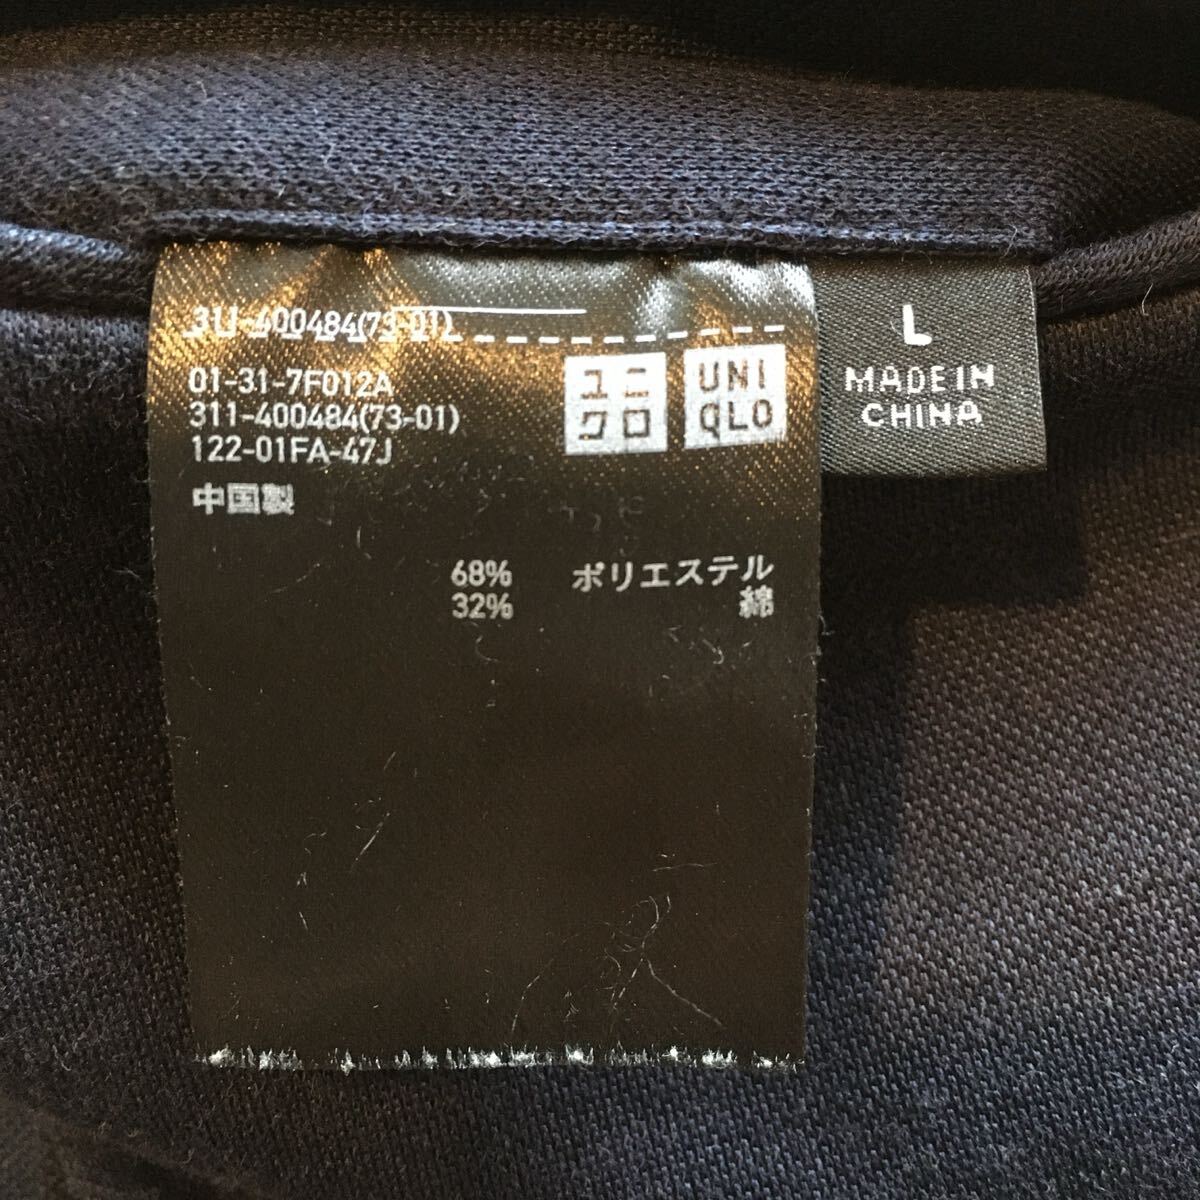 311-400484(73-01)
01-31-7F012A
311-400484(73-01)
122-01FA-47J
中国製
ユニ
クロ
UNI
QLO
68% ポリエステル
32% 綿
L
MADE IN
CHINA